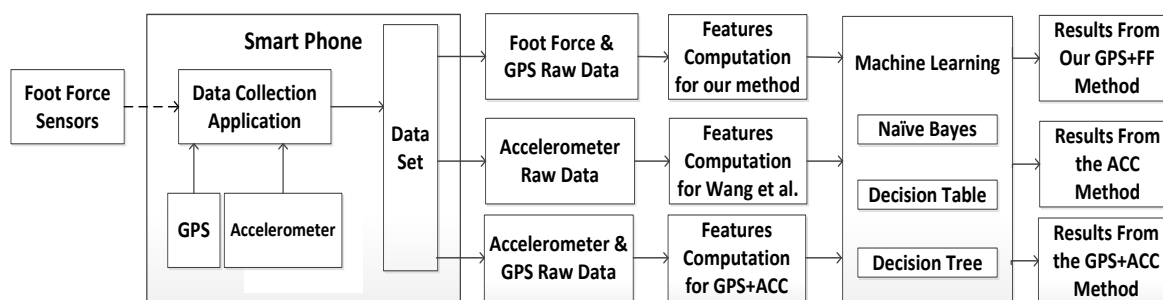 Foot Force
Sensors
Smart Phone
Data Collection
Application
GPS
Accelerometer
Data
Set
Foot Force &
GPS Raw Data
Accelerometer
Raw Data
Accelerometer &
GPS Raw Data
Features
Computation
for our method
Features
Computation
for Wang et al.
Features
Computation
for GPS+ACC
Machine Learning
Naïve Bayes
Decision Table
Decision Tree
Results From
Our GPS+FF
Method
Results From
the ACC
Method
Results From
the GPS+ACC
Method